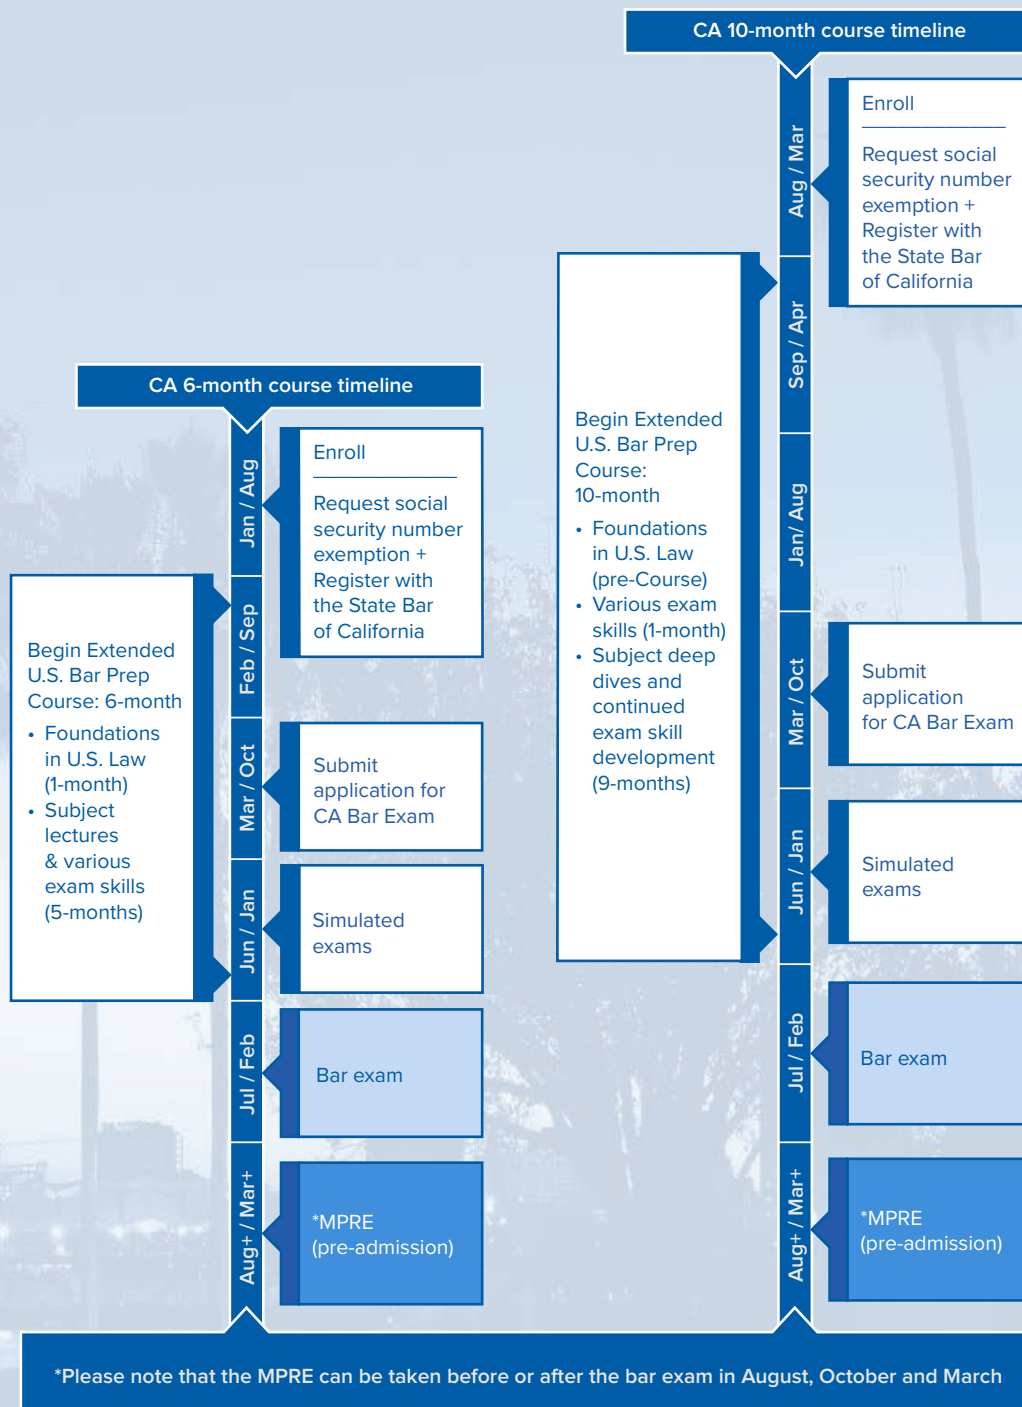 CA 10-month course timeline
Aug / Mar
Enroll
Request social
security number
exemption +
Register with
the State Bar
of California
Sep / Apr
Begin Extended
U.S. Bar Prep
Course:
10-month
• Foundations
in U.S. Law
(pre-Course)
• Various exam
skills (1-month)
• Subject deep
dives and
continued
exam skill
development
(9-months)
Jan/ Aug
Mar / Oct
Submit
application
for CA Bar Exam
Jun / Jan
Simulated
exams
Jul / Feb
Bar exam
Aug+ / Mar+
*MPRE
(pre-admission)
CA 6-month course timeline
Jan / Aug
Enroll
Request social
security number
exemption +
Register with
the State Bar
of California
Feb / Sep
Begin Extended
U.S. Bar Prep
Course: 6-month
• Foundations
in U.S. Law
(1-month)
• Subject
lectures
& various
exam skills
(5-months)
Mar / Oct
Submit
application for
CA Bar Exam
Jun / Jan
Simulated
exams
Jul / Feb
Bar exam
Aug+ / Mar+
*MPRE
(pre-admission)
*Please note that the MPRE can be taken before or after the bar exam in August, October and March